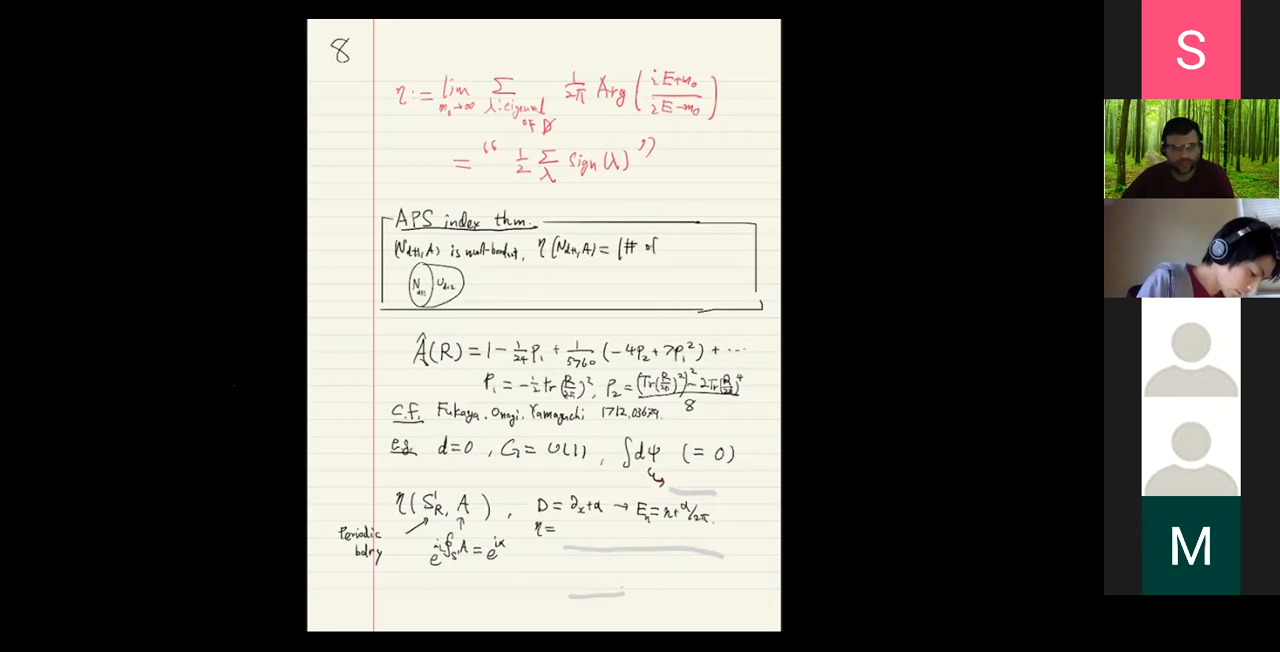 8
η := lim_{m₀→∞} Σ_{λ: eigenval of D̸} 1/2π Arg ( iE+m₀ / iE-m₀ )
= " 1/2 Σ_λ Sign(λ) "
APS index thm.
(N_{d+1}, A) is null-bordant, η(N_{d+1}, A) = (# of
N_{d+1} U_{d+2}
Â(R) = 1 - 1/24 p₁ + 1/5760 (-4p₂ + 7p₁²) + ...
P₁ = -1/2 tr(R/2π)², P₂ = (Tr(R/2π)²)² - 2Tr(R/2π)⁴ / 8
c.f. Fukaya, Onogi, Yamaguchi 1712.03679.
e.g. d=0, G = U(1), ∫dψ (= 0)
η(S¹_R, A), D = ∂ₓ+α → Eₙ = n+α/2π.
η =
Periodic
bdry
e^{i∮_{S¹}A} = e^{iα}
S
M